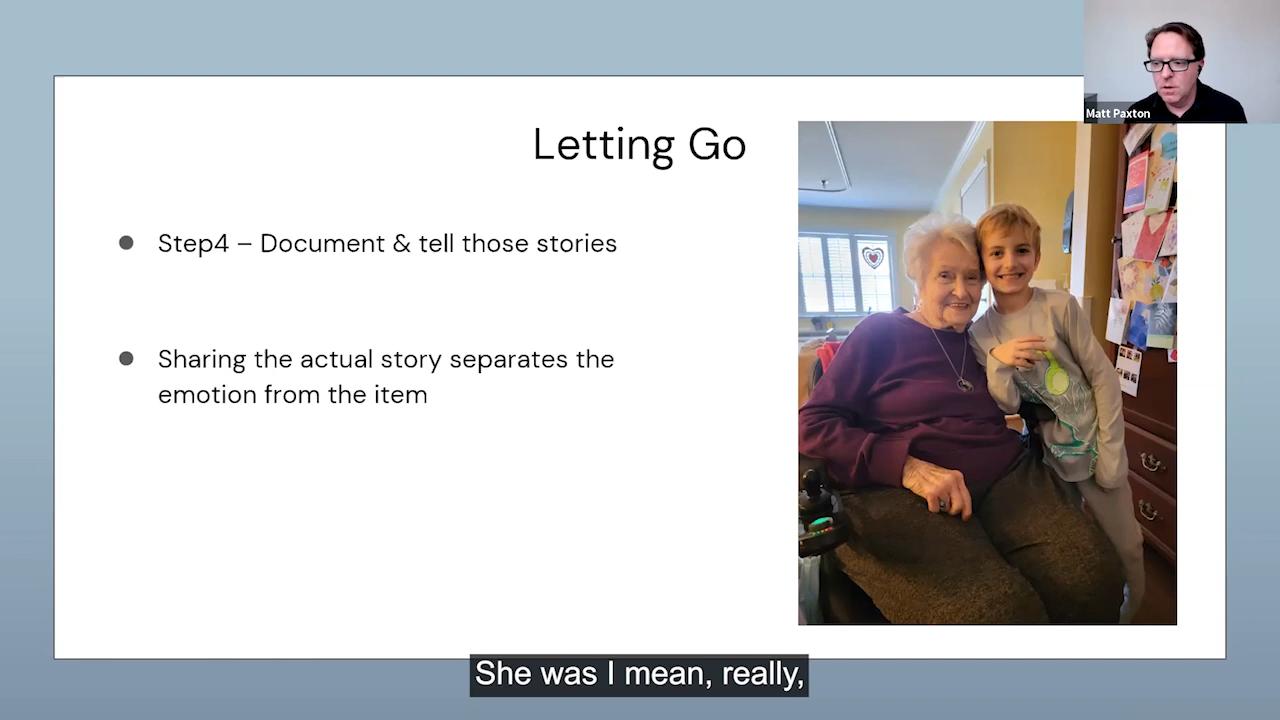 Matt Paxton
Letting Go
Step4 – Document & tell those stories
Sharing the actual story separates the
emotion from the item
She was I mean, really,